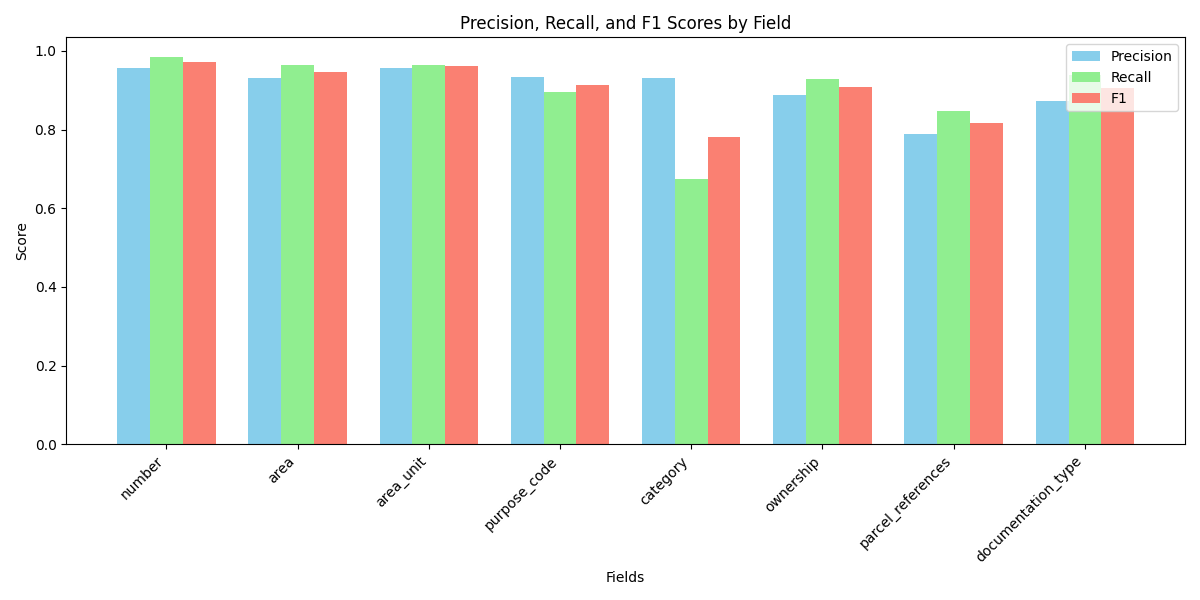 Precision, Recall, and F1 Scores by Field
Precision
Recall
F1
Score
1.0
0.8
0.6
0.4
0.2
0.0
number
area
area_unit
purpose_code
category
ownership
parcel_references
documentation_type
Fields